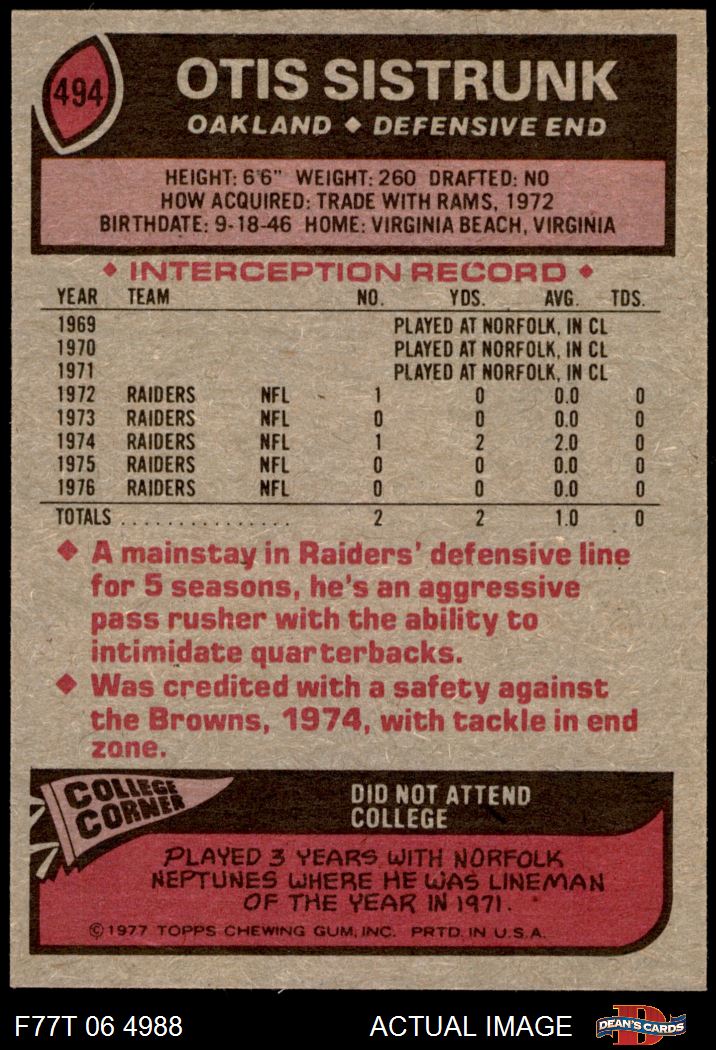 494
OTIS SISTRUNK
OAKLAND ◆ DEFENSIVE END
HEIGHT: 6'6" WEIGHT: 260 DRAFTED: NO
HOW ACQUIRED: TRADE WITH RAMS, 1972
BIRTHDATE: 9-18-46 HOME: VIRGINIA BEACH, VIRGINIA
◆ INTERCEPTION RECORD ◆
YEAR TEAM NO. YDS. AVG. TDS.
1969 PLAYED AT NORFOLK, IN CL
1970 PLAYED AT NORFOLK, IN CL
1971 PLAYED AT NORFOLK, IN CL
1972 RAIDERS NFL 1 0 0.0 0
1973 RAIDERS NFL 0 0 0.0 0
1974 RAIDERS NFL 1 2 2.0 0
1975 RAIDERS NFL 0 0 0.0 0
1976 RAIDERS NFL 0 0 0.0 0
TOTALS ................ 2 2 1.0 0
◆ A mainstay in Raiders' defensive line
for 5 seasons, he's an aggressive
pass rusher with the ability to
intimidate quarterbacks.
◆ Was credited with a safety against
the Browns, 1974, with tackle in end
zone.
COLLEGE
CORNER
DID NOT ATTEND
COLLEGE
PLAYED 3 YEARS WITH NORFOLK
NEPTUNES WHERE HE WAS LINEMAN
OF THE YEAR IN 1971.
© 1977 TOPPS CHEWING GUM, INC. PRTD. IN U.S.A.
F77T 06 4988 ACTUAL IMAGE
D
DEAN'S CARDS